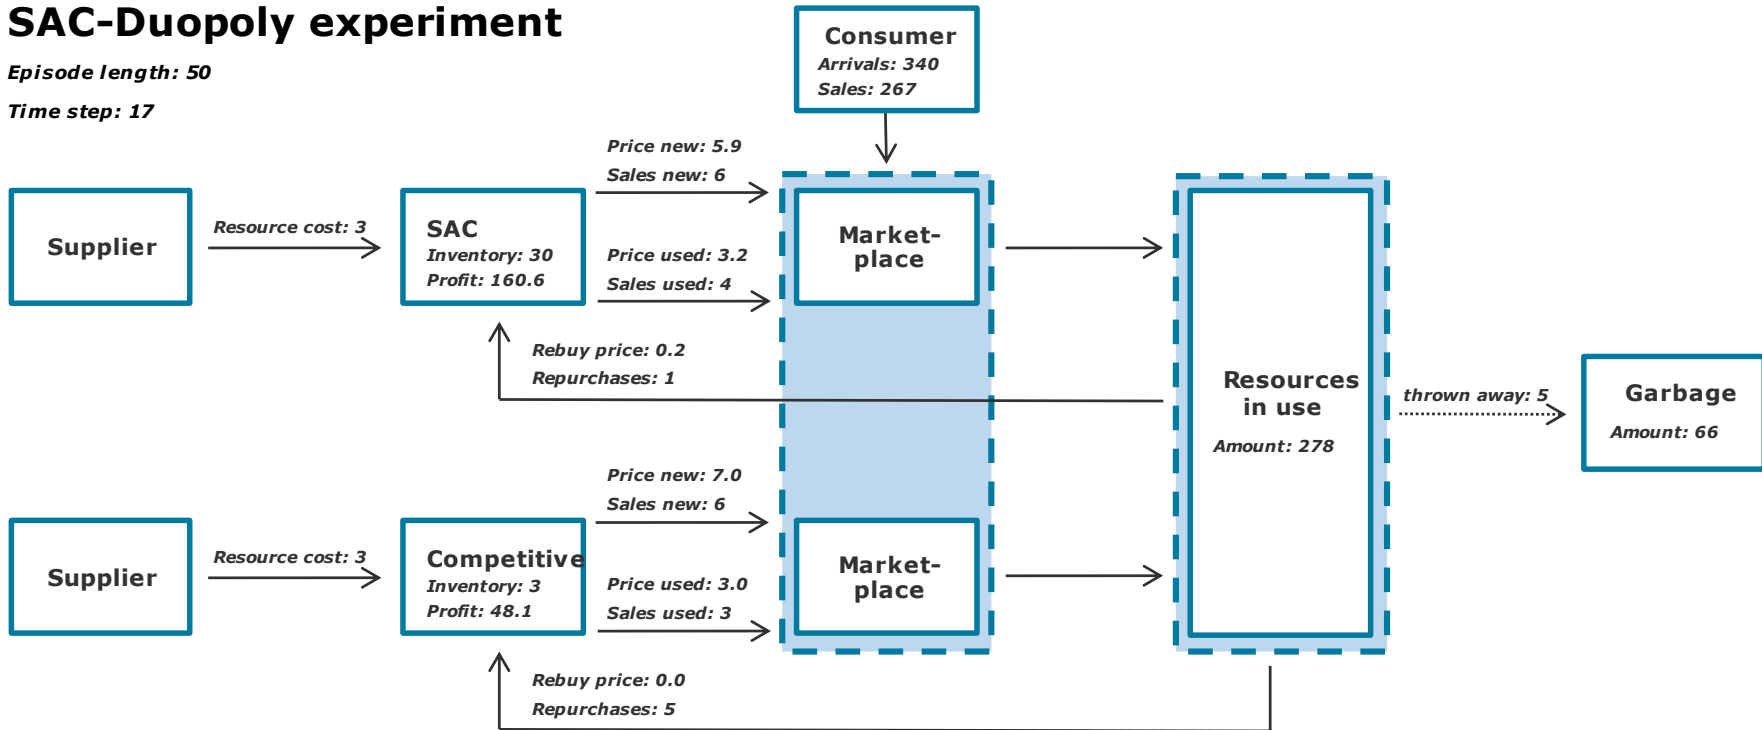 SAC-Duopoly experiment
Episode length: 50
Time step: 17
Consumer
Arrivals: 340
Sales: 267
Supplier
Resource cost: 3
SAC
Inventory: 30
Profit: 160.6
Price new: 5.9
Sales new: 6
Price used: 3.2
Sales used: 4
Market-
place
Rebuy price: 0.2
Repurchases: 1
Resources
in use
Amount: 278
thrown away: 5
Garbage
Amount: 66
Supplier
Resource cost: 3
Competitive
Inventory: 3
Profit: 48.1
Price new: 7.0
Sales new: 6
Price used: 3.0
Sales used: 3
Market-
place
Rebuy price: 0.0
Repurchases: 5